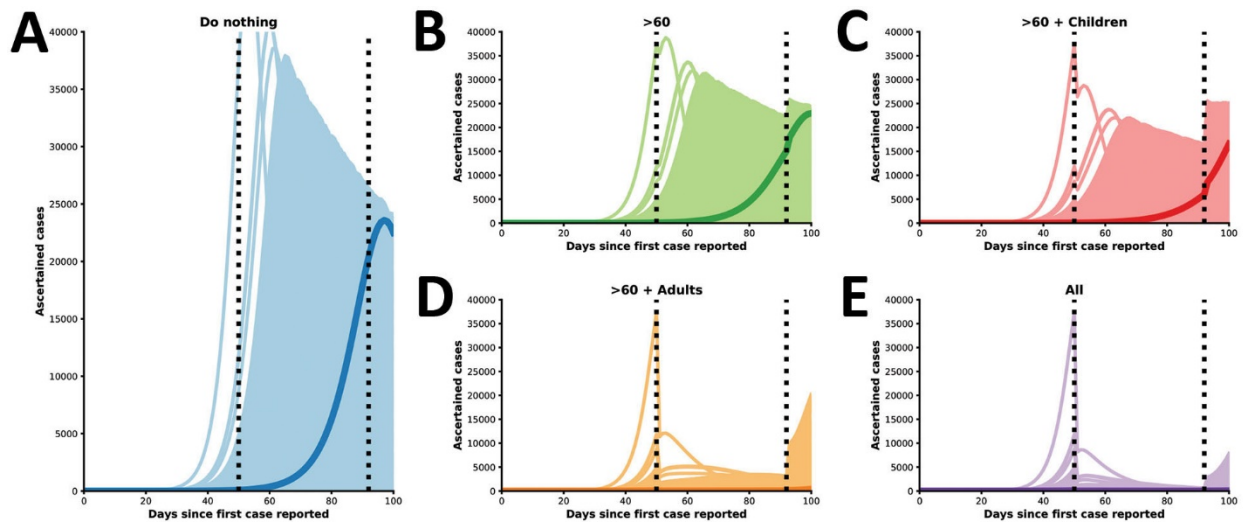 A
Do nothing
40000
35000
30000
25000
20000
15000
10000
5000
0
Ascertained cases
0 20 40 60 80 100
Days since first case reported
B
>60
40000
35000
30000
25000
20000
15000
10000
5000
0
Ascertained cases
0 20 40 60 80 100
Days since first case reported
C
>60 + Children
40000
35000
30000
25000
20000
15000
10000
5000
0
Ascertained cases
0 20 40 60 80 100
Days since first case reported
D
>60 + Adults
40000
35000
30000
25000
20000
15000
10000
5000
0
Ascertained cases
0 20 40 60 80 100
Days since first case reported
E
All
40000
35000
30000
25000
20000
15000
10000
5000
0
Ascertained cases
0 20 40 60 80 100
Days since first case reported